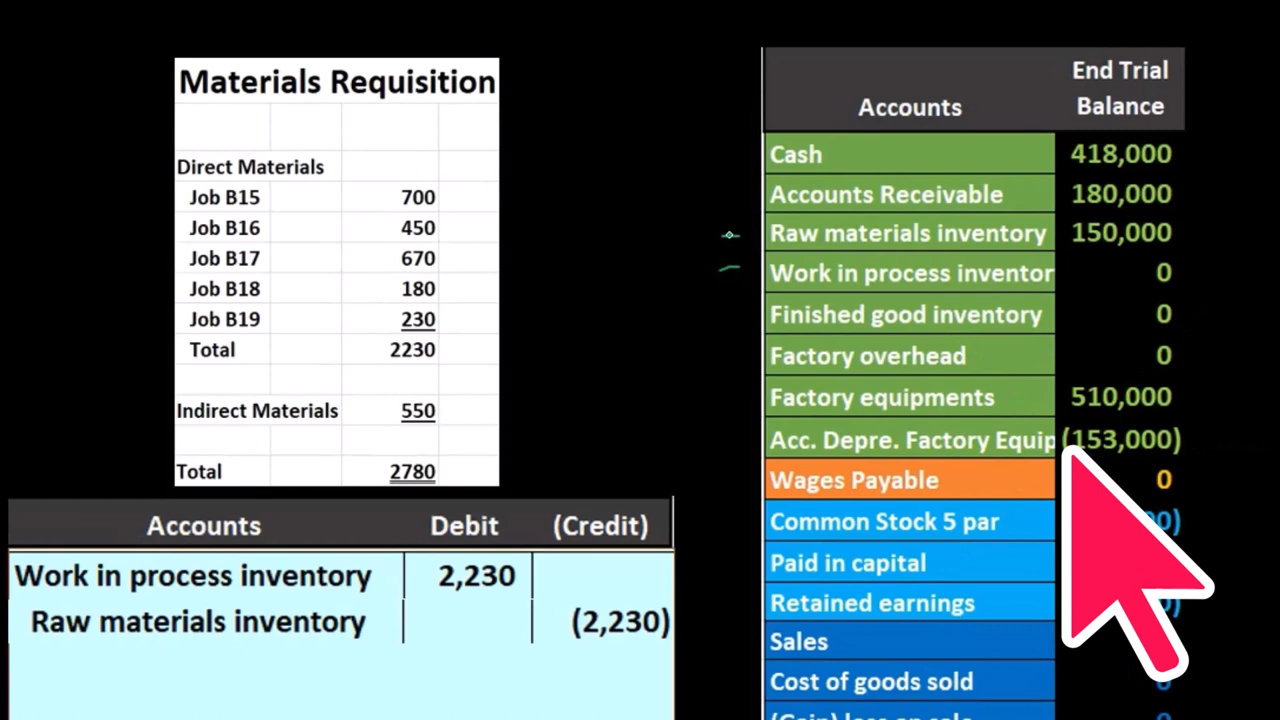 Materials Requisition
Direct Materials
Job B15 700
Job B16 450
Job B17 670
Job B18 180
Job B19 230
Total 2230
Indirect Materials 550
Total 2780
Accounts Debit (Credit)
Work in process inventory 2,230
Raw materials inventory (2,230)
Accounts End Trial Balance
Cash 418,000
Accounts Receivable 180,000
Raw materials inventory 150,000
Work in process inventor 0
Finished good inventory 0
Factory overhead 0
Factory equipments 510,000
Acc. Depre. Factory Equip (153,000)
Wages Payable 0
Common Stock 5 par
Paid in capital
Retained earnings
Sales
Cost of goods sold 0